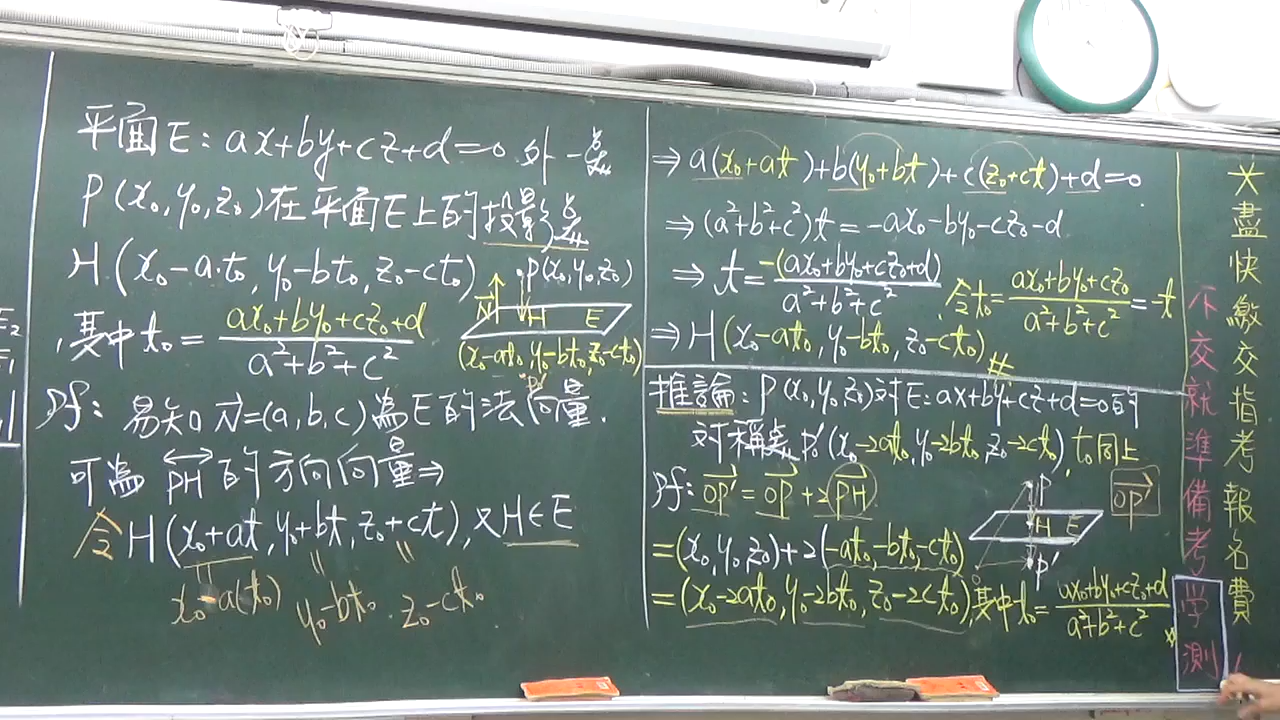 平面E:ax+by+cz+d=0 外一點
P(x₀,y₀,z₀)在平面E上的投影點
H(x₀-a·t₀, y₀-bt₀, z₀-ct₀)
,其中t₀= (ax₀+by₀+cz₀+d)/(a²+b²+c²)
P(x₀,y₀,z₀)
N H E
(x₀-at₀, y₀-bt₀, z₀-ct₀)
pf: 易知 N=(a,b,c)為E的法向量.
可為 PH 的方向向量⇒
令H(x₀+at, y₀+bt, z₀+ct), 又H∈E
x₀-a(t₀) y₀-bt₀ z₀-ct₀
⇒ a(x₀+at)+b(y₀+bt)+c(z₀+ct)+d=0
⇒ (a²+b²+c²)t=-ax₀-by₀-cz₀-d
⇒ t= -(ax₀+by₀+cz₀+d)/(a²+b²+c²) ,令t₀= (ax₀+by₀+cz₀)/(a²+b²+c²) =-t
⇒ H(x₀-at₀, y₀-bt₀, z₀-ct₀) #
推論: P(x₀,y₀,z₀)對E:ax+by+cz+d=0的
對稱點P'(x₀-2at₀, y₀-2bt₀, z₀-2ct₀), t₀同上
pf: OP' = OP + 2PH
P H E P'
OP'
=(x₀,y₀,z₀)+2(-at₀,-bt₀,-ct₀)
=(x₀-2at₀, y₀-2bt₀, z₀-2ct₀),其中t₀= (ax₀+by₀+cz₀+d)/(a²+b²+c²)
盡快繳交指考報名費
不交就準備考學測